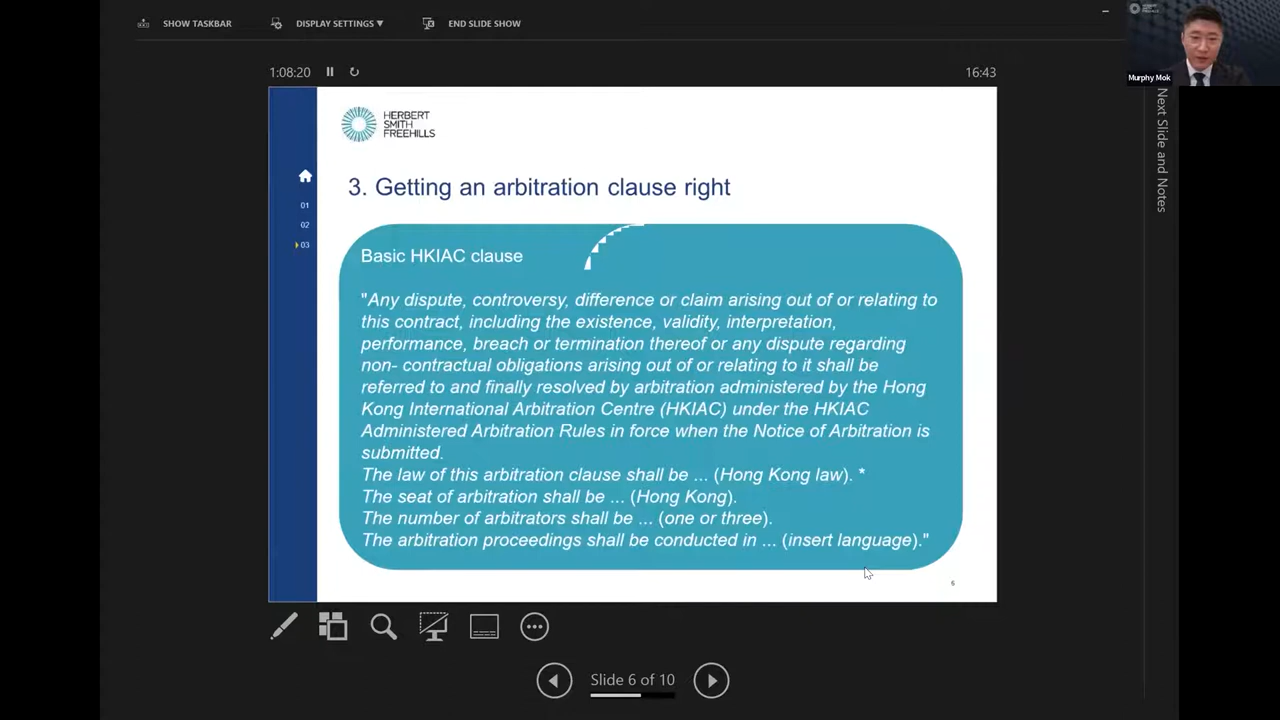 SHOW TASKBAR
DISPLAY SETTINGS ▼
END SLIDE SHOW
HERBERT SMITH FREEHILLS
Murphy Mok
1:08:20
16:43
Next Slide and Notes
HERBERT
SMITH
FREEHILLS
3. Getting an arbitration clause right
01
02
03
Basic HKIAC clause
"Any dispute, controversy, difference or claim arising out of or relating to
this contract, including the existence, validity, interpretation,
performance, breach or termination thereof or any dispute regarding
non- contractual obligations arising out of or relating to it shall be
referred to and finally resolved by arbitration administered by the Hong
Kong International Arbitration Centre (HKIAC) under the HKIAC
Administered Arbitration Rules in force when the Notice of Arbitration is
submitted.
The law of this arbitration clause shall be ... (Hong Kong law). *
The seat of arbitration shall be ... (Hong Kong).
The number of arbitrators shall be ... (one or three).
The arbitration proceedings shall be conducted in ... (insert language)."
6
Slide 6 of 10